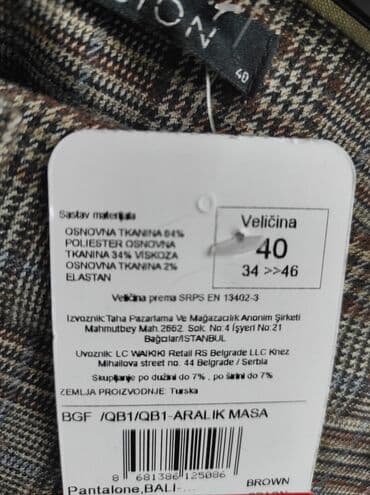 SION
40
Sastav materijala
OSNOVNA TKANINA 64%
POLIESTER OSNOVNA
TKANINA 34% VISKOZA
OSNOVNA TKANINA 2%
ELASTAN
Veličina
40
34 >>46
Veličina prema SRPS EN 13402-3
Izvoznik:Taha Pazarlama Ve Mağazacılık Anonim Şirketi
Mahmutbey Mah.2662. Sok. No:4 İşyeri No:21
Bağcılar/ISTANBUL
Uvoznik: LC WAIKIKI Retail RS Belgrade LLC Knez
Mihailova street no. 44 Belgrade / Serbia
Skupljanje po dužini do 7% , po širini do 7%
ZEMLJA PROIZVODNJE: Turska
BGF /QB1/QB1-ARALIK MASA
8 681386 125086
Pantalone,BALI-...
BROWN